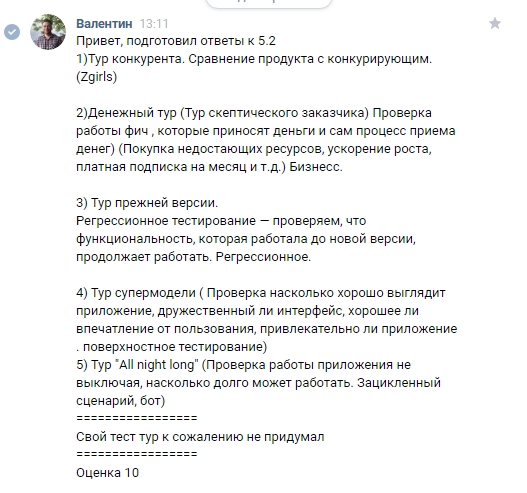 Валентин 13:11
Привет, подготовил ответы к 5.2
1)Тур конкурента. Сравнение продукта с конкурирующим.
(Zgirls)
2)Денежный тур (Тур скептического заказчика) Проверка
работы фич , которые приносят деньги и сам процесс приема
денег) (Покупка недостающих ресурсов, ускорение роста,
платная подписка на месяц и т.д.) Бизнесс.
3) Тур прежней версии.
Регрессионное тестирование — проверяем, что
функциональность, которая работала до новой версии,
продолжает работать. Регрессионное.
4) Тур супермодели ( Проверка насколько хорошо выглядит
приложение, дружественный ли интерфейс, хорошее ли
впечатление от пользования, привлекательно ли приложение
. поверхностное тестирование)
5) Тур "All night long" (Проверка работы приложения не
выключая, насколько долго может работать. Зацикленный
сценарий, бот)
=================
Свой тест тур к сожалению не придумал
=================
Оценка 10